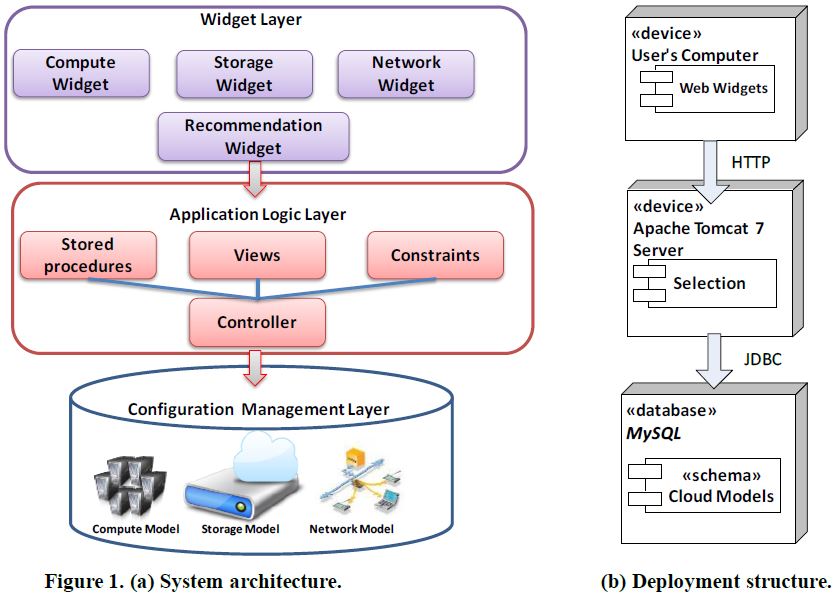 Widget Layer
Compute
Widget
Storage
Widget
Network
Widget
Recommendation
Widget
Application Logic Layer
Stored
procedures
Views
Constraints
Controller
Configuration Management Layer
Compute Model
Storage Model
Network Model
Figure 1. (a) System architecture.
«device»
User's Computer
Web Widgets
HTTP
«device»
Apache Tomcat 7
Server
Selection
JDBC
«database»
MySQL
«schema»
Cloud Models
(b) Deployment structure.